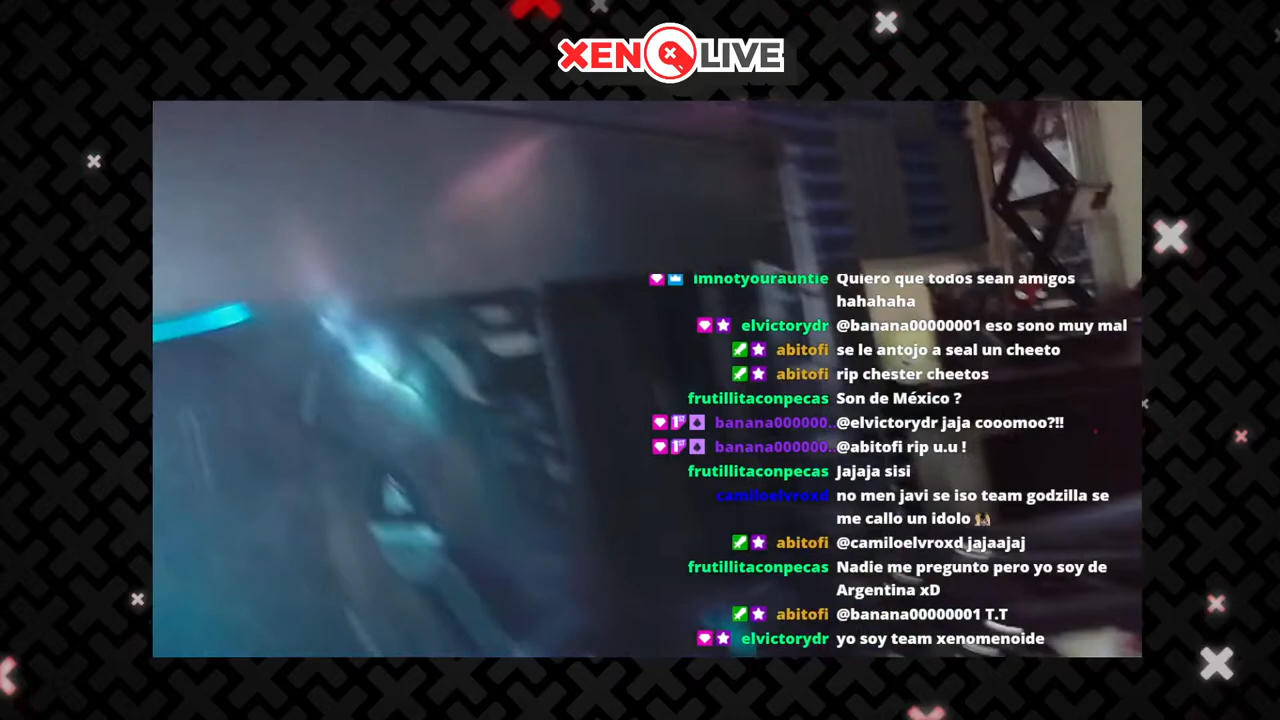 XEN LIVE
imnotyourauntie Quiero que todos sean amigos
hahahaha
elvictorydr @banana00000001 eso sono muy mal
abitofi se le antojo a seal un cheeto
abitofi rip chester cheetos
frutillitaconpecas Son de México ?
banana000000.. @elvictorydr jaja cooomoo?!!
banana000000.. @abitofi rip u.u !
frutillitaconpecas Jajaja sisi
camiloelvroxd no men javi se iso team godzilla se
me callo un idolo
abitofi @camiloelvroxd jajaajaj
frutillitaconpecas Nadie me pregunto pero yo soy de
Argentina xD
abitofi @banana00000001 T.T
elvictorydr yo soy team xenomenoide